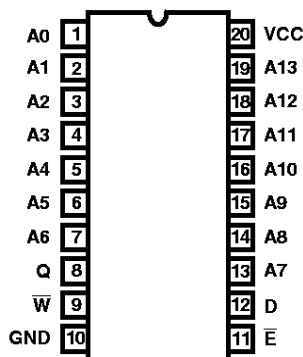 A0 1 20 VCC
A1 2 19 A13
A2 3 18 A12
A3 4 17 A11
A4 5 16 A10
A5 6 15 A9
A6 7 14 A8
Q 8 13 A7
W̅ 9 12 D
GND 10 11 E̅